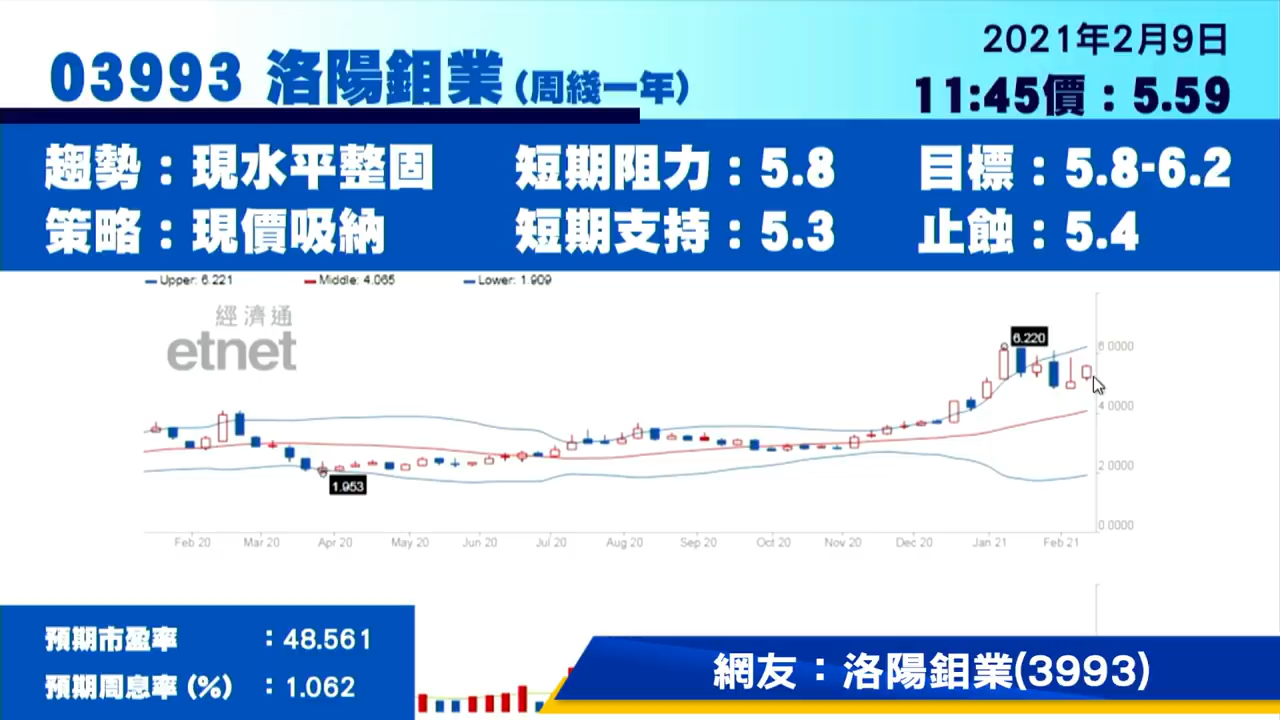 03993 洛陽鉬業(周綫一年)
2021年2月9日
11:45價：5.59
趨勢：現水平整固 短期阻力：5.8 目標：5.8-6.2
策略：現價吸納 短期支持：5.3 止蝕：5.4
Upper: 6.221 Middle: 4.065 Lower: 1.909
經濟通
etnet
6.220
6.0000
4.0000
1.953
2.0000
0.0000
Feb 20 Mar 20 Apr 20 May 20 Jun 20 Jul 20 Aug 20 Sep 20 Oct 20 Nov 20 Dec 20 Jan 21 Feb 21
預期市盈率 ：48.561
預期周息率 (%) ：1.062
網友：洛陽鉬業(3993)